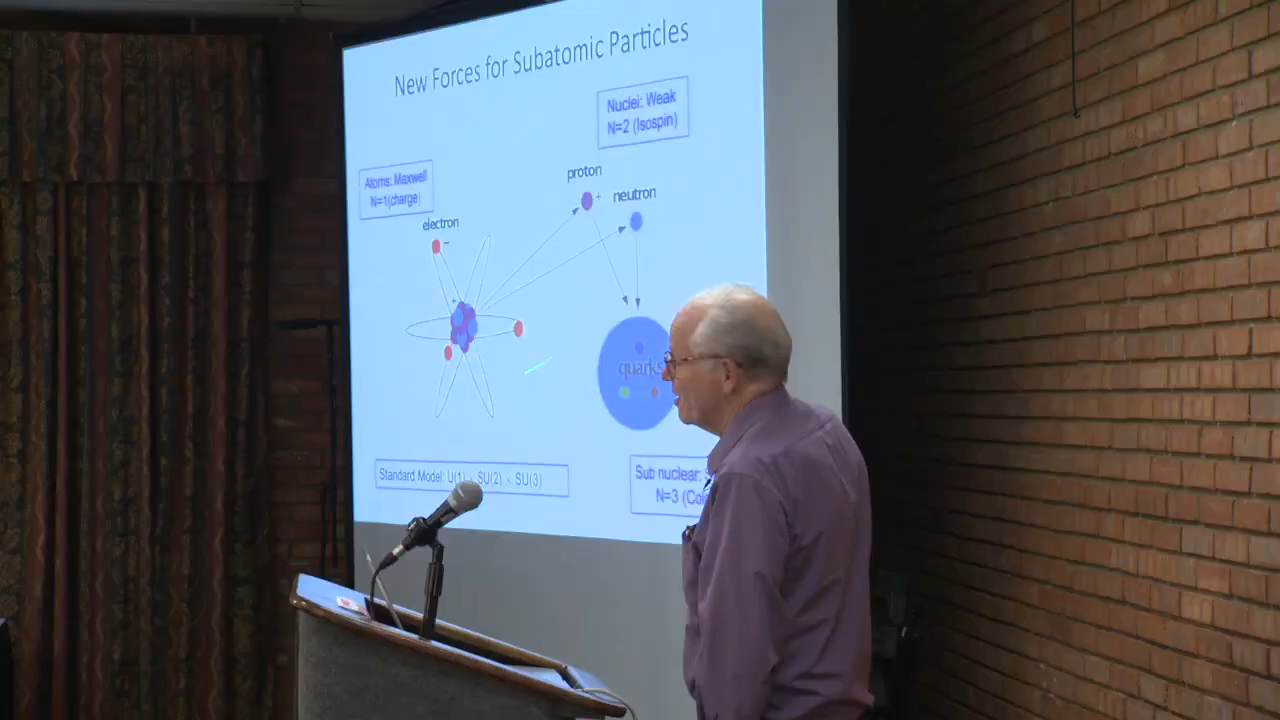 New Forces for Subatomic Particles
Nuclei: Weak
N=2 (Isospin)
Atoms: Maxwell
N=1(charge)
proton
+
neutron
electron
−
+
quarks
Standard Model: U(1) × SU(2) × SU(3)
Sub nuclear:
N=3